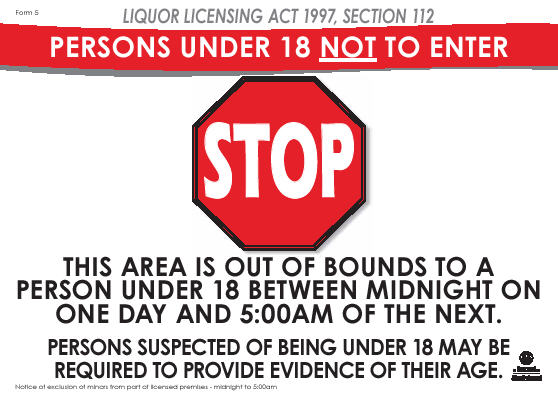 Form 5
LIQUOR LICENSING ACT 1997, SECTION 112
PERSONS UNDER 18 NOT TO ENTER
STOP
THIS AREA IS OUT OF BOUNDS TO A
PERSON UNDER 18 BETWEEN MIDNIGHT ON
ONE DAY AND 5:00AM OF THE NEXT.
PERSONS SUSPECTED OF BEING UNDER 18 MAY BE
REQUIRED TO PROVIDE EVIDENCE OF THEIR AGE.
Notice of exclusion of minors from part of licensed premises - midnight to 5:00am